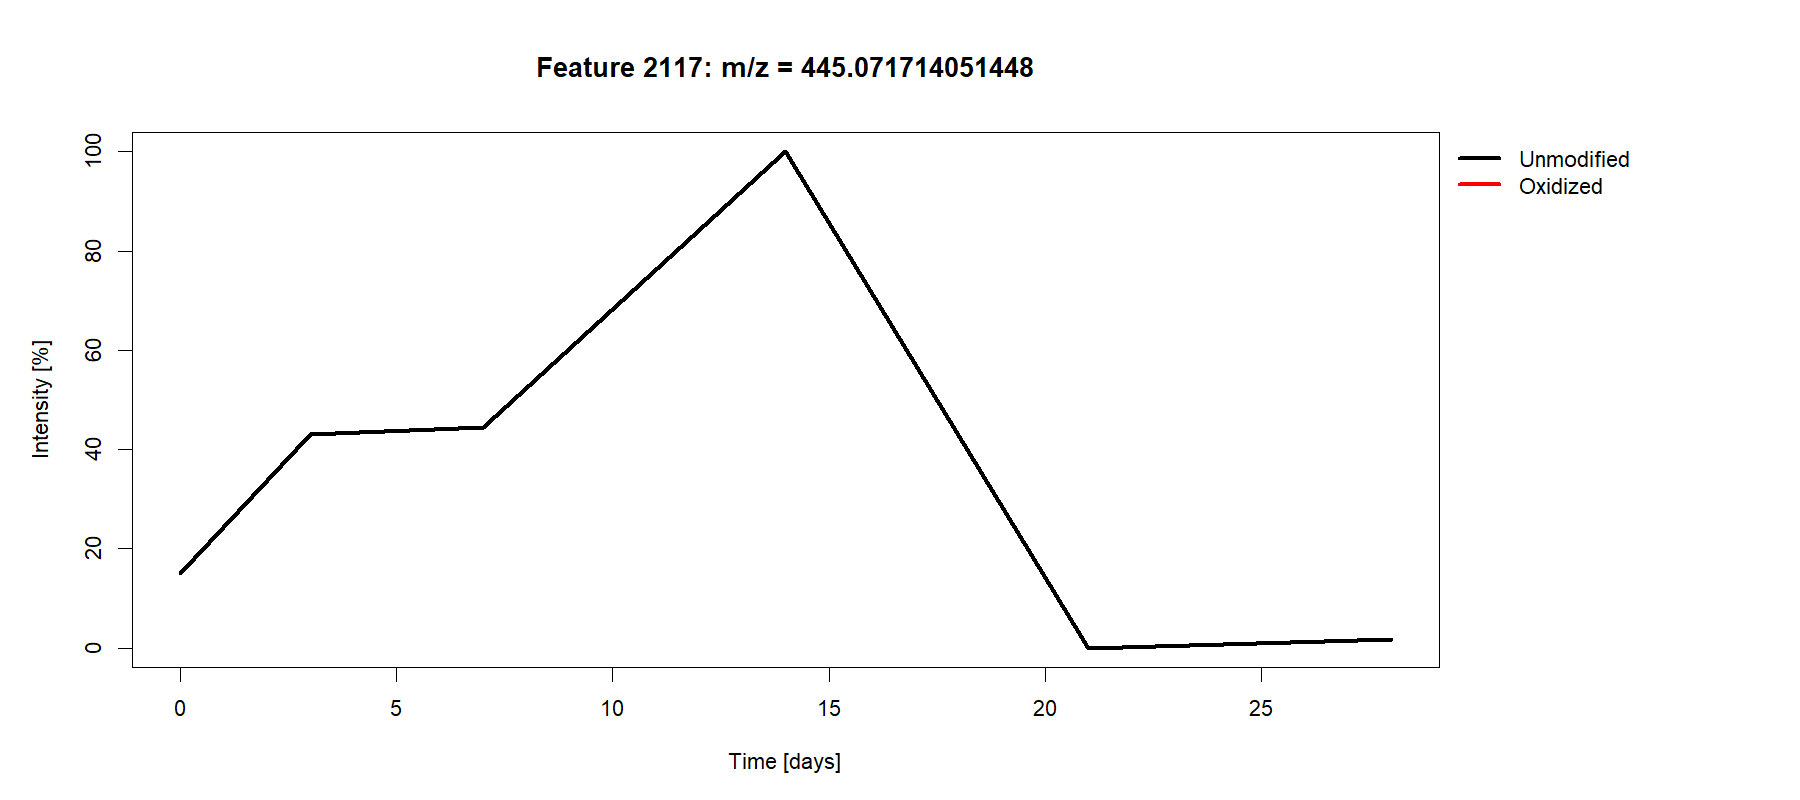 Feature 2117: m/z = 445.071714051448
Unmodified
Oxidized
100
80
60
40
20
0
Intensity [%]
0 5 10 15 20 25
Time [days]